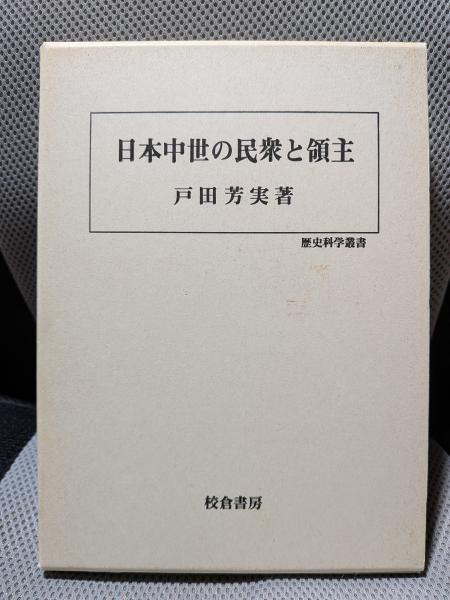 日本中世の民衆と領主
戸田芳実著
歴史科学叢書
校倉書房